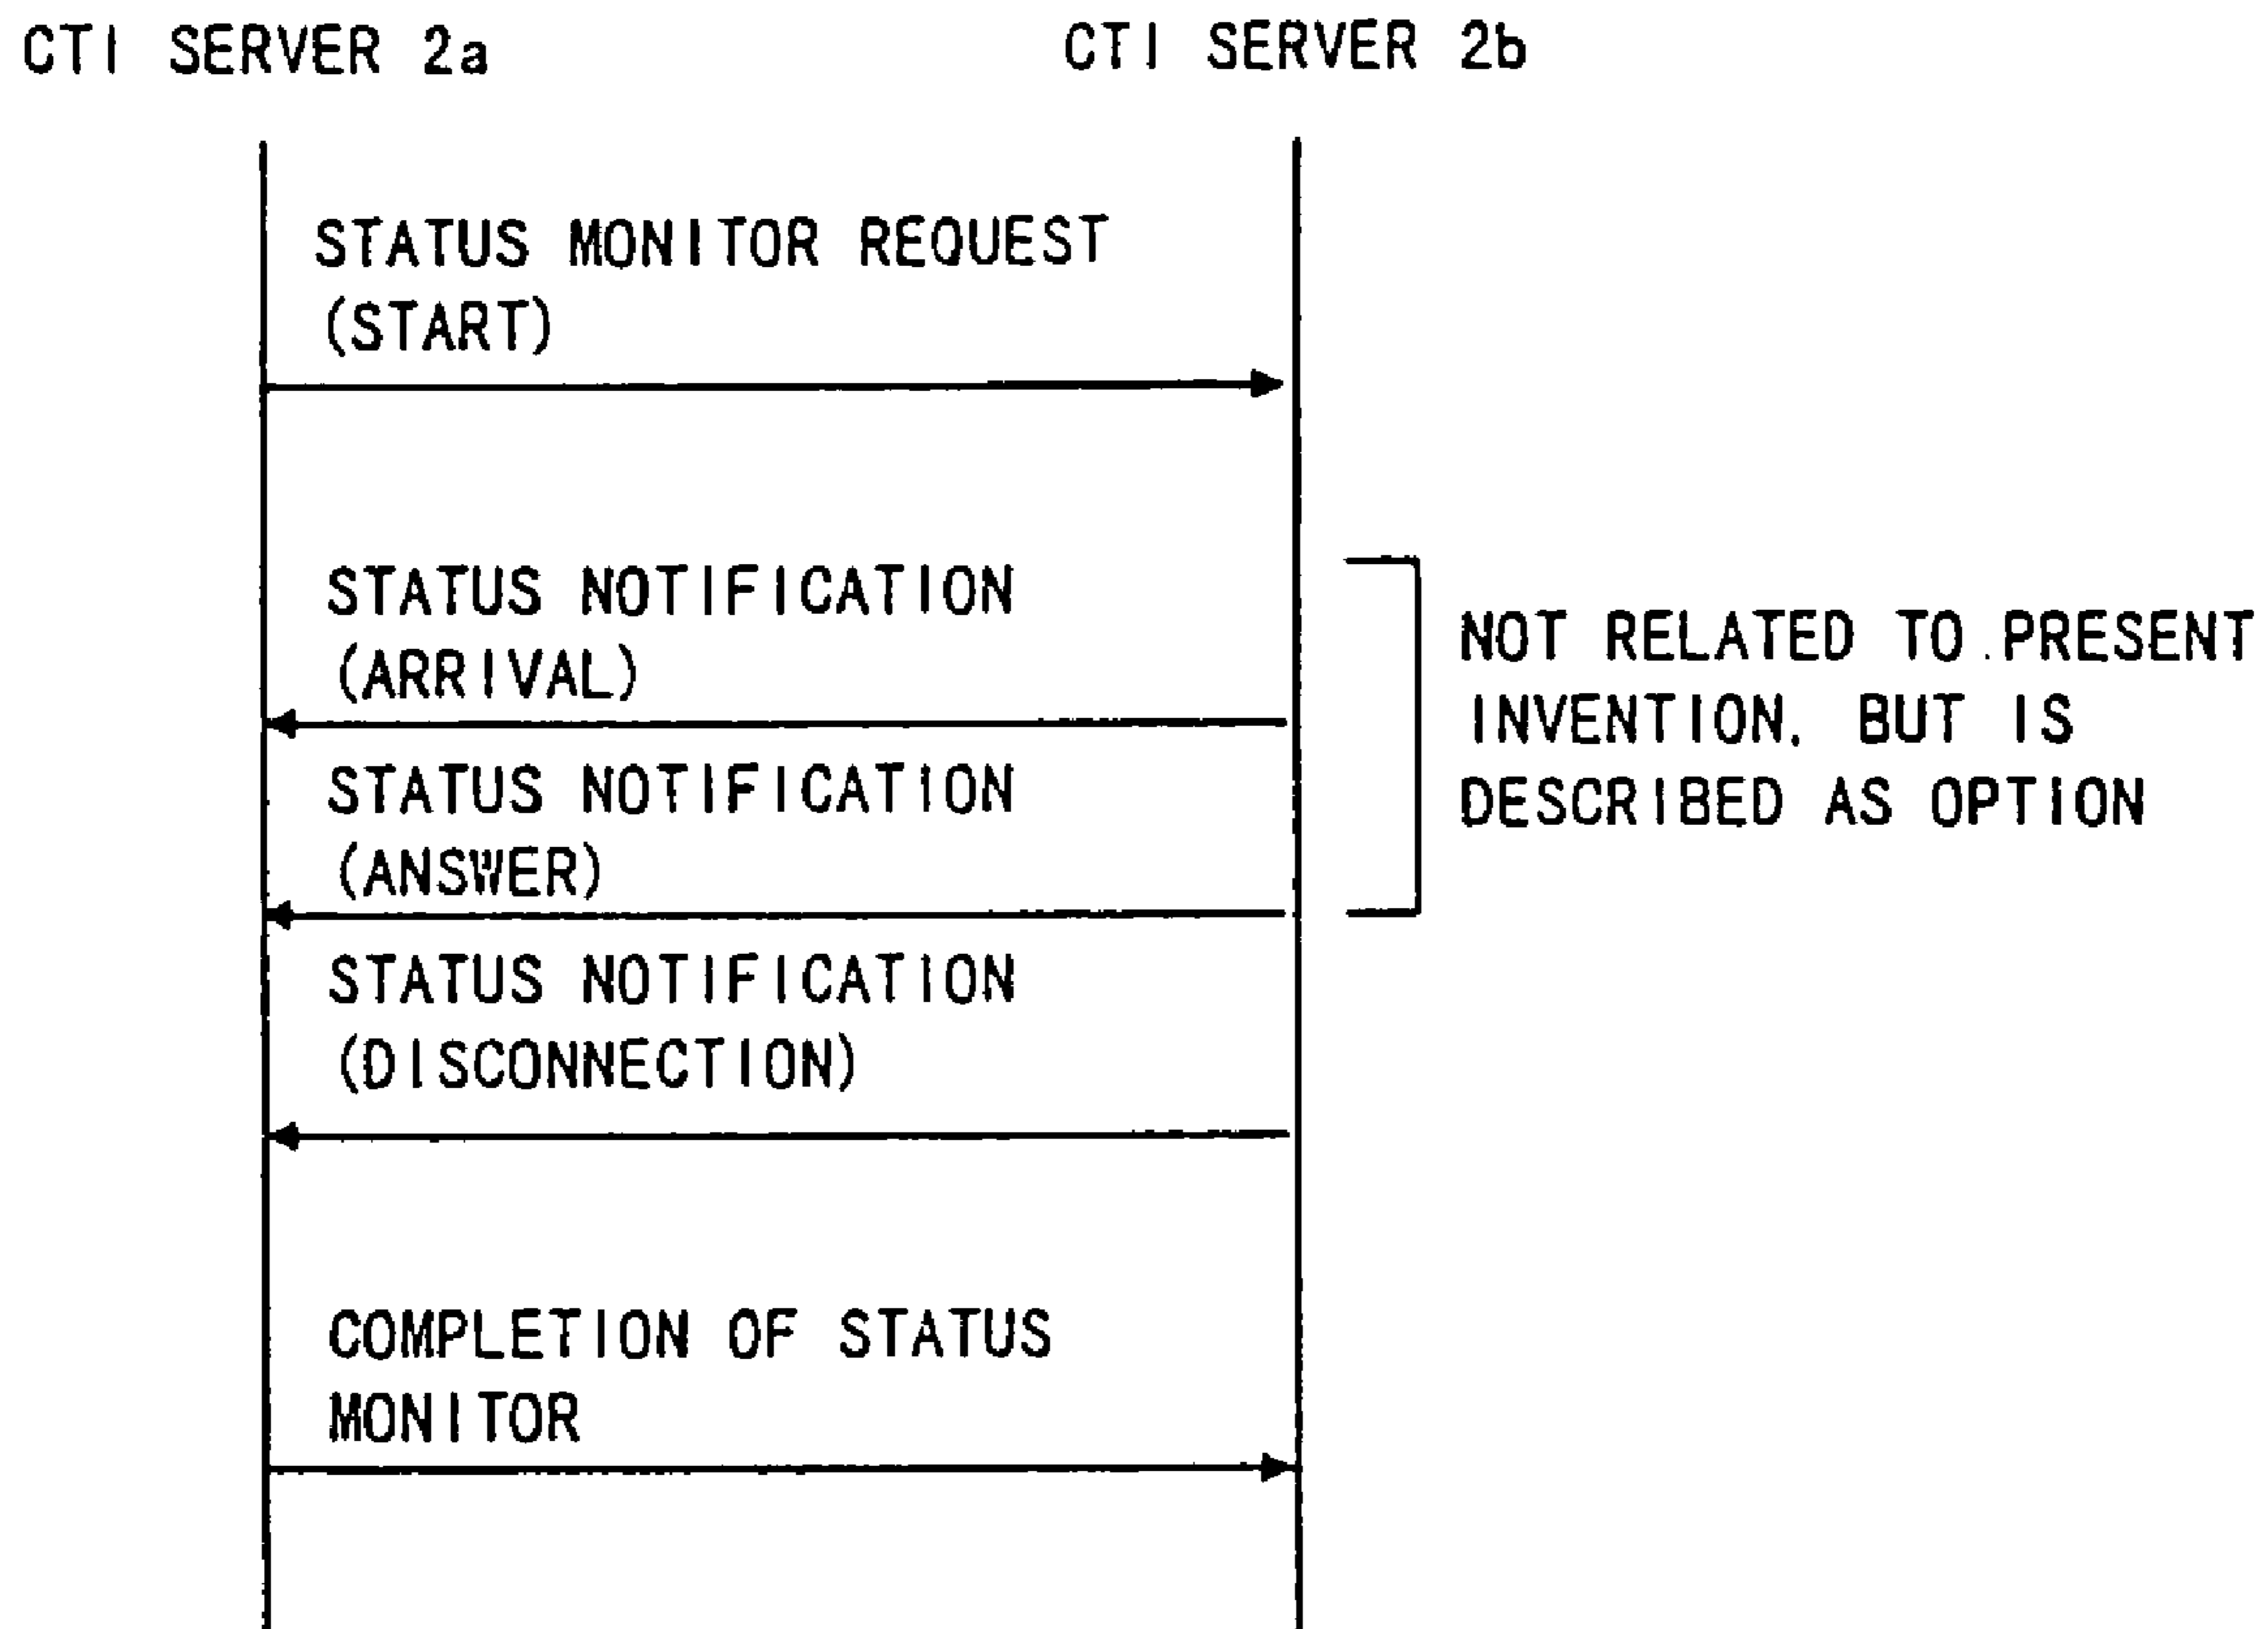 CTI SERVER 2a
CTI SERVER 2b
STATUS MONITOR REQUEST
(START)
STATUS NOTIFICATION
(ARRIVAL)
STATUS NOTIFICATION
(ANSWER)
NOT RELATED TO PRESENT
INVENTION, BUT IS
DESCRIBED AS OPTION
STATUS NOTIFICATION
(DISCONNECTION)
COMPLETION OF STATUS
MONITOR